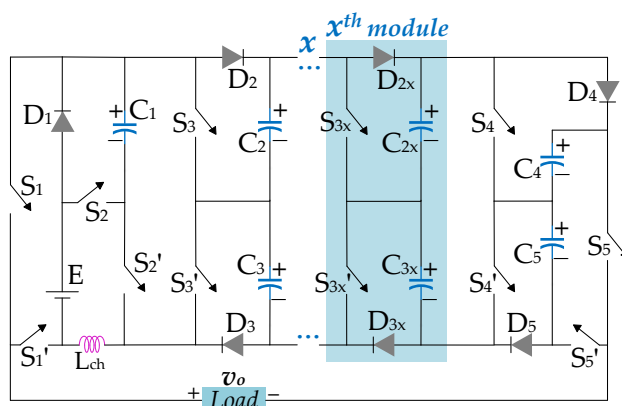 x
xth module
D2
D2x
D4
D1
+
C1
−
S3
+
C2
−
S3x
+
C2x
−
S4
+
C4
−
S1
S2
S5
E
S2'
S3'
C3
+
−
S3x'
C3x
+
−
S4'
C5
+
−
S1'
Lch
D3
D3x
D5
S5'
+ vo −
Load